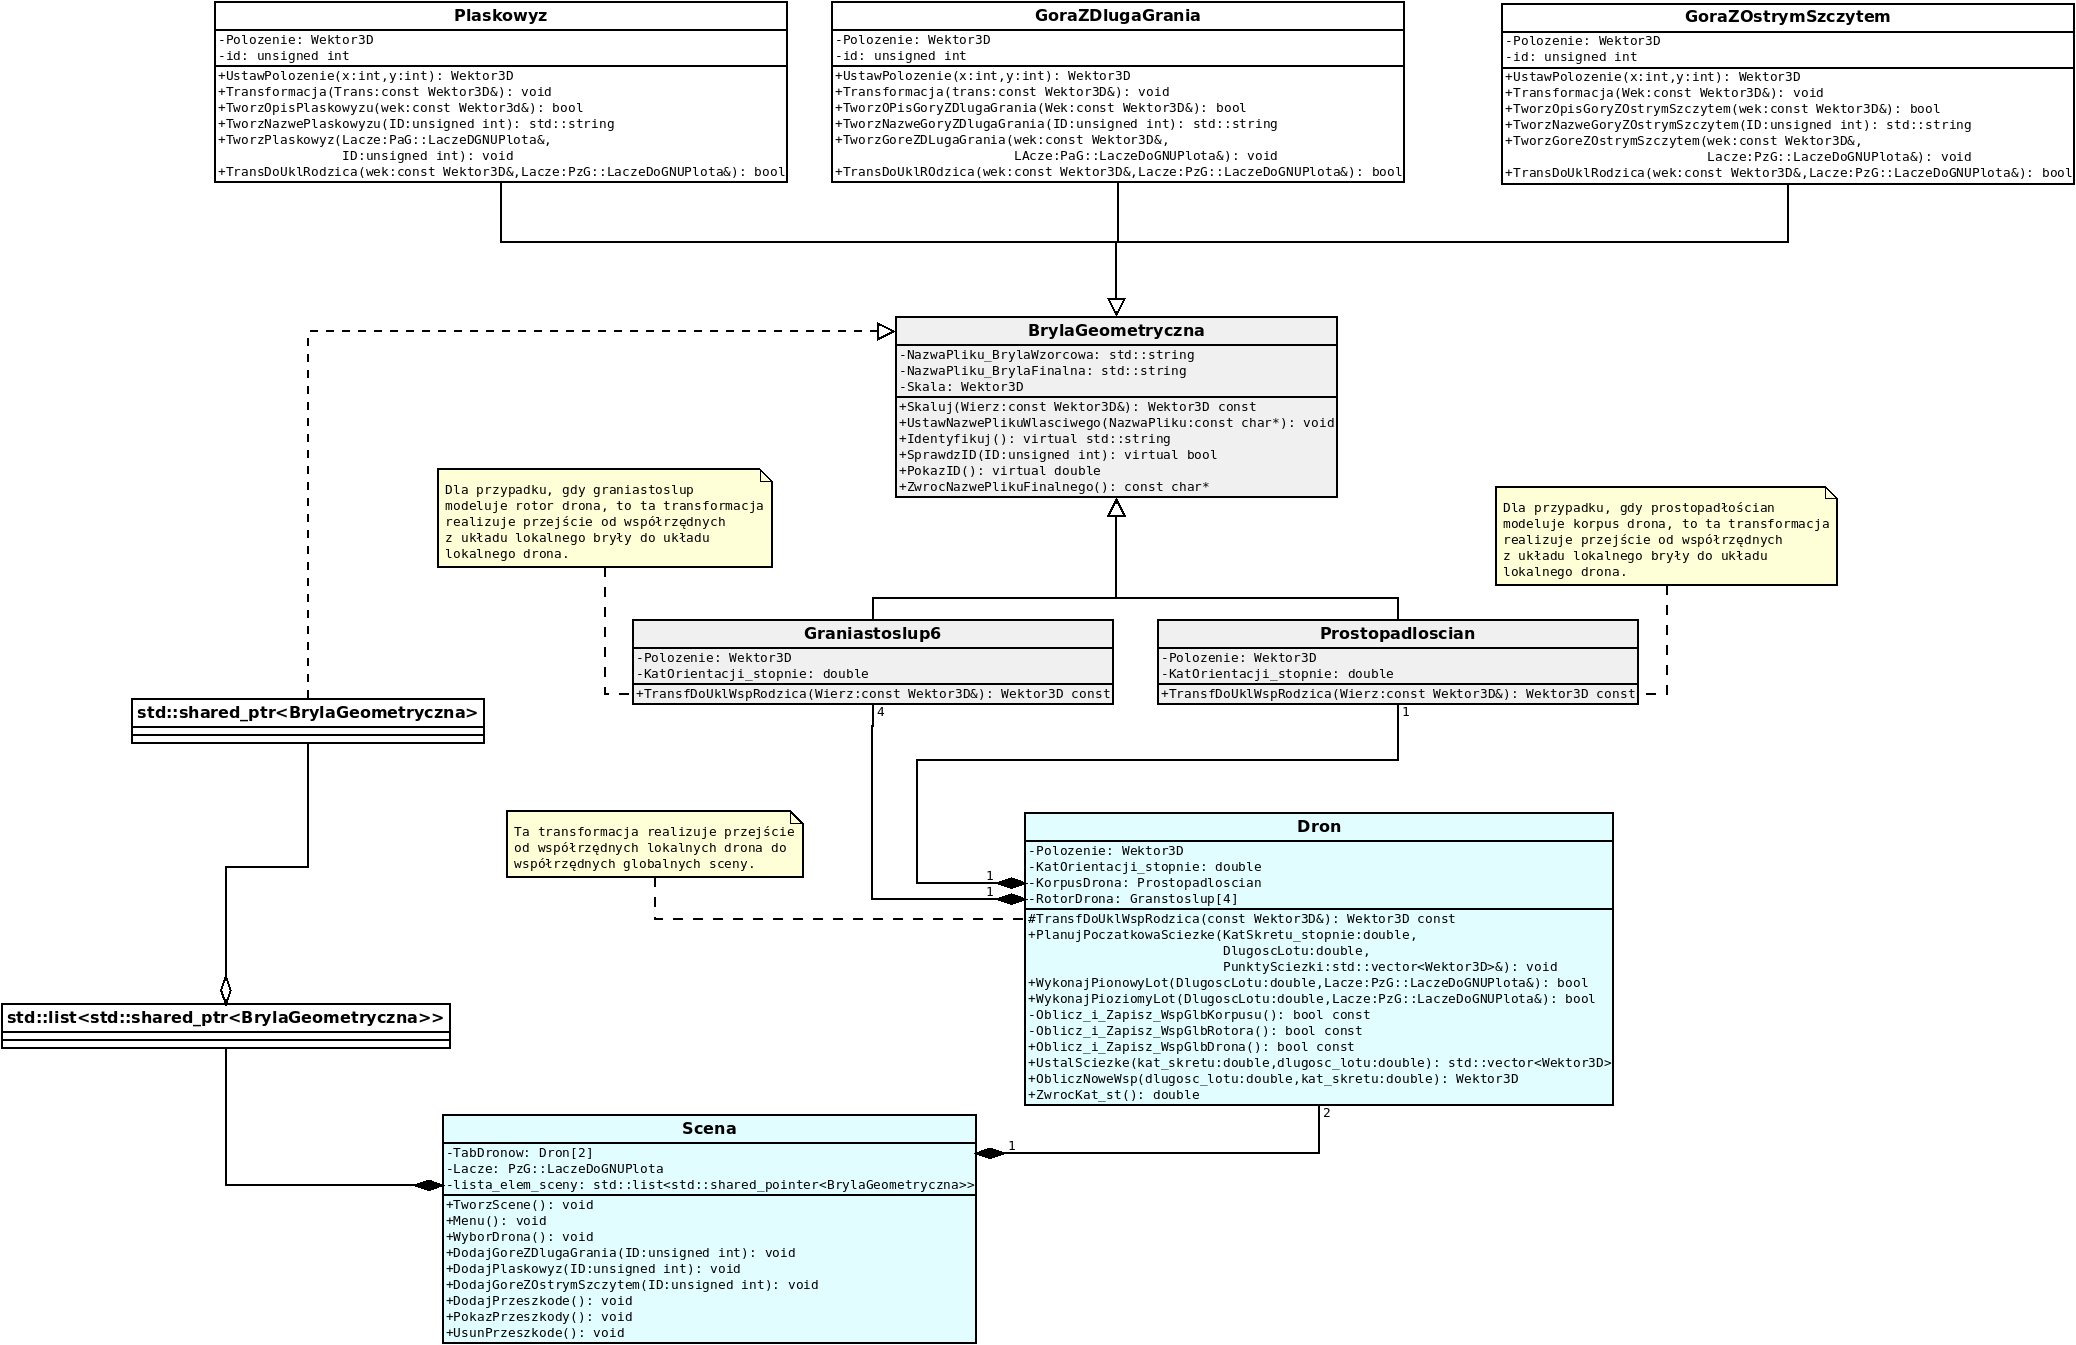 Plaskowyz
-Polozenie: Wektor3D
-id: unsigned int
+UstawPolozenie(x:int,y:int): Wektor3D
+Transformacja(Trans:const Wektor3D&): void
+TworzOpisPlaskowyzu(wek:const Wektor3d&): bool
+TworzNazwePlaskowyzu(ID:unsigned int): std::string
+TworzPlaskowyz(Lacze:PaG::LaczeDGNUPlota&,
ID:unsigned int): void
+TransDoUklRodzica(wek:const Wektor3D&,Lacze:PzG::LaczeDoGNUPlota&): bool
GoraZDlugaGrania
-Polozenie: Wektor3D
-id: unsigned int
+UstawPolozenie(x:int,y:int): Wektor3D
+Transformacja(trans:const Wektor3D&): void
+TworzOPisGoryZDlugaGrania(Wek:const Wektor3D&): bool
+TworzNazweGoryZDlugaGrania(ID:unsigned int): std::string
+TworzGoreZDLugaGrania(wek:const Wektor3D&,
LAcze:PaG::LaczeDoGNUPlota&): void
+TransDoUklROdzica(wek:const Wektor3D&,Lacze:PzG::LaczeDoGNUPlota&): bool
GoraZOstrymSzczytem
-Polozenie: Wektor3D
-id: unsigned int
+UstawPolozenie(x:int,y:int): Wektor3D
+Transformacja(Wek:const Wektor3D&): void
+TworzOpisGoryZOstrymSzczytem(wek:const Wektor3D&): bool
+TworzNazweGoryZOstrymSzczytem(ID:unsigned int): std::string
+TworzGoreZOstrymSzczytem(wek:const Wektor3D&,
Lacze:PzG::LaczeDoGNUPlota&): void
+TransDoUklRodzica(wek:const Wektor3D&,Lacze:PzG::LaczeDoGNUPlota&): bool
BrylaGeometryczna
-NazwaPliku_BrylaWzorcowa: std::string
-NazwaPliku_BrylaFinalna: std::string
-Skala: Wektor3D
+Skaluj(Wierz:const Wektor3D&): Wektor3D const
+UstawNazwePlikuWlasciwego(NazwaPliku:const char*): void
+Identyfikuj(): virtual std::string
+SprawdzID(ID:unsigned int): virtual bool
+PokazID(): virtual double
+ZwrocNazwePlikuFinalnego(): const char*
Dla przypadku, gdy graniastoslup
modeluje rotor drona, to ta transformacja
realizuje przejście od współrzędnych
z układu lokalnego bryły do układu
lokalnego drona.
Dla przypadku, gdy prostopadłościan
modeluje korpus drona, to ta transformacja
realizuje przejście od współrzędnych
z układu lokalnego bryły do układu
lokalnego drona.
Graniastoslup6
-Polozenie: Wektor3D
-KatOrientacji_stopnie: double
+TransfDoUklWspRodzica(Wierz:const Wektor3D&): Wektor3D const
4
Prostopadloscian
-Polozenie: Wektor3D
-KatOrientacji_stopnie: double
+TransfDoUklWspRodzica(Wierz:const Wektor3D&): Wektor3D const
1
std::shared_ptr<BrylaGeometryczna>
Ta transformacja realizuje przejście
od współrzędnych lokalnych drona do
współrzędnych globalnych sceny.
1
1
Dron
-Polozenie: Wektor3D
-KatOrientacji_stopnie: double
-KorpusDrona: Prostopadloscian
-RotorDrona: Granstoslup[4]
#TransfDoUklWspRodzica(const Wektor3D&): Wektor3D const
+PlanujPoczatkowaSciezke(KatSkretu_stopnie:double,
DlugoscLotu:double,
PunktySciezki:std::vector<Wektor3D>&): void
+WykonajPionowyLot(DlugoscLotu:double,Lacze:PzG::LaczeDoGNUPlota&): bool
+WykonajPioziomyLot(DlugoscLotu:double,Lacze:PzG::LaczeDoGNUPlota&): bool
-Oblicz_i_Zapisz_WspGlbKorpusu(): bool const
-Oblicz_i_Zapisz_WspGlbRotora(): bool const
+Oblicz_i_Zapisz_WspGlbDrona(): bool const
+UstalSciezke(kat_skretu:double,dlugosc_lotu:double): std::vector<Wektor3D>
+ObliczNoweWsp(dlugosc_lotu:double,kat_skretu:double): Wektor3D
+ZwrocKat_st(): double
2
std::list<std::shared_ptr<BrylaGeometryczna>>
Scena
-TabDronow: Dron[2]
-Lacze: PzG::LaczeDoGNUPlota
-lista_elem_sceny: std::list<std::shared_pointer<BrylaGeometryczna>>
+TworzScene(): void
+Menu(): void
+WyborDrona(): void
+DodajGoreZDlugaGrania(ID:unsigned int): void
+DodajPlaskowyz(ID:unsigned int): void
+DodajGoreZOstrymSzczytem(ID:unsigned int): void
+DodajPrzeszkode(): void
+PokazPrzeszkody(): void
+UsunPrzeszkode(): void
1